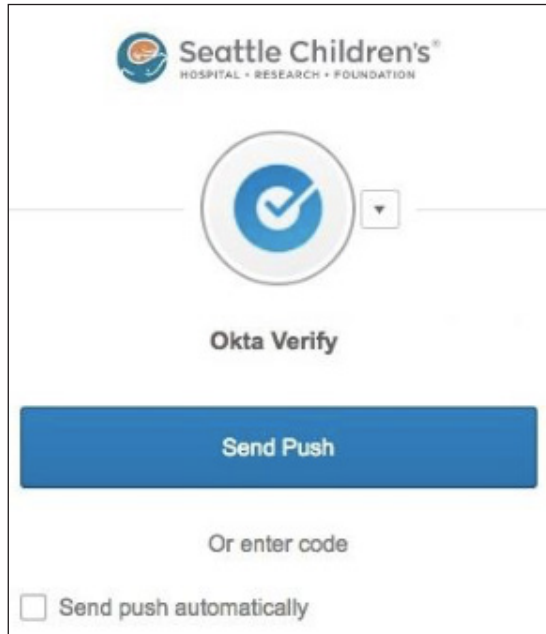 Seattle Children's®
HOSPITAL • RESEARCH • FOUNDATION
Okta Verify
Send Push
Or enter code
Send push automatically